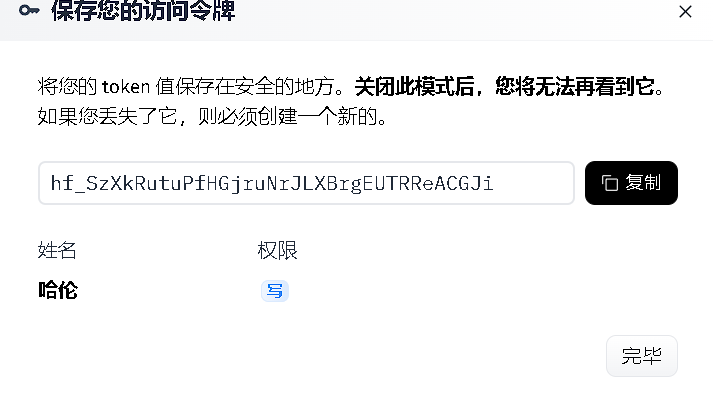 保存您的访问令牌
将您的 token 值保存在安全的地方。关闭此模式后，您将无法再看到它。
如果您丢失了它，则必须创建一个新的。
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
复制
姓名 权限
哈伦 写
完毕